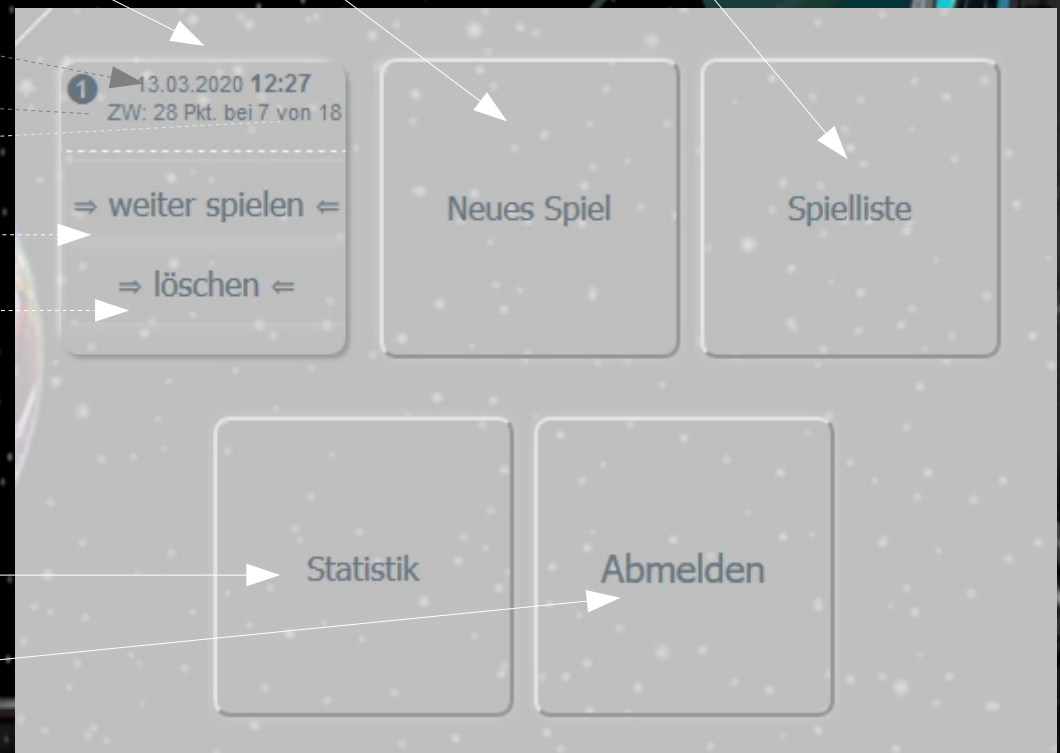 1 13.03.2020 12:27
ZW: 28 Pkt. bei 7 von 18
⇒ weiter spielen ⇐
⇒ löschen ⇐
Neues Spiel
Spielliste
Statistik
Abmelden